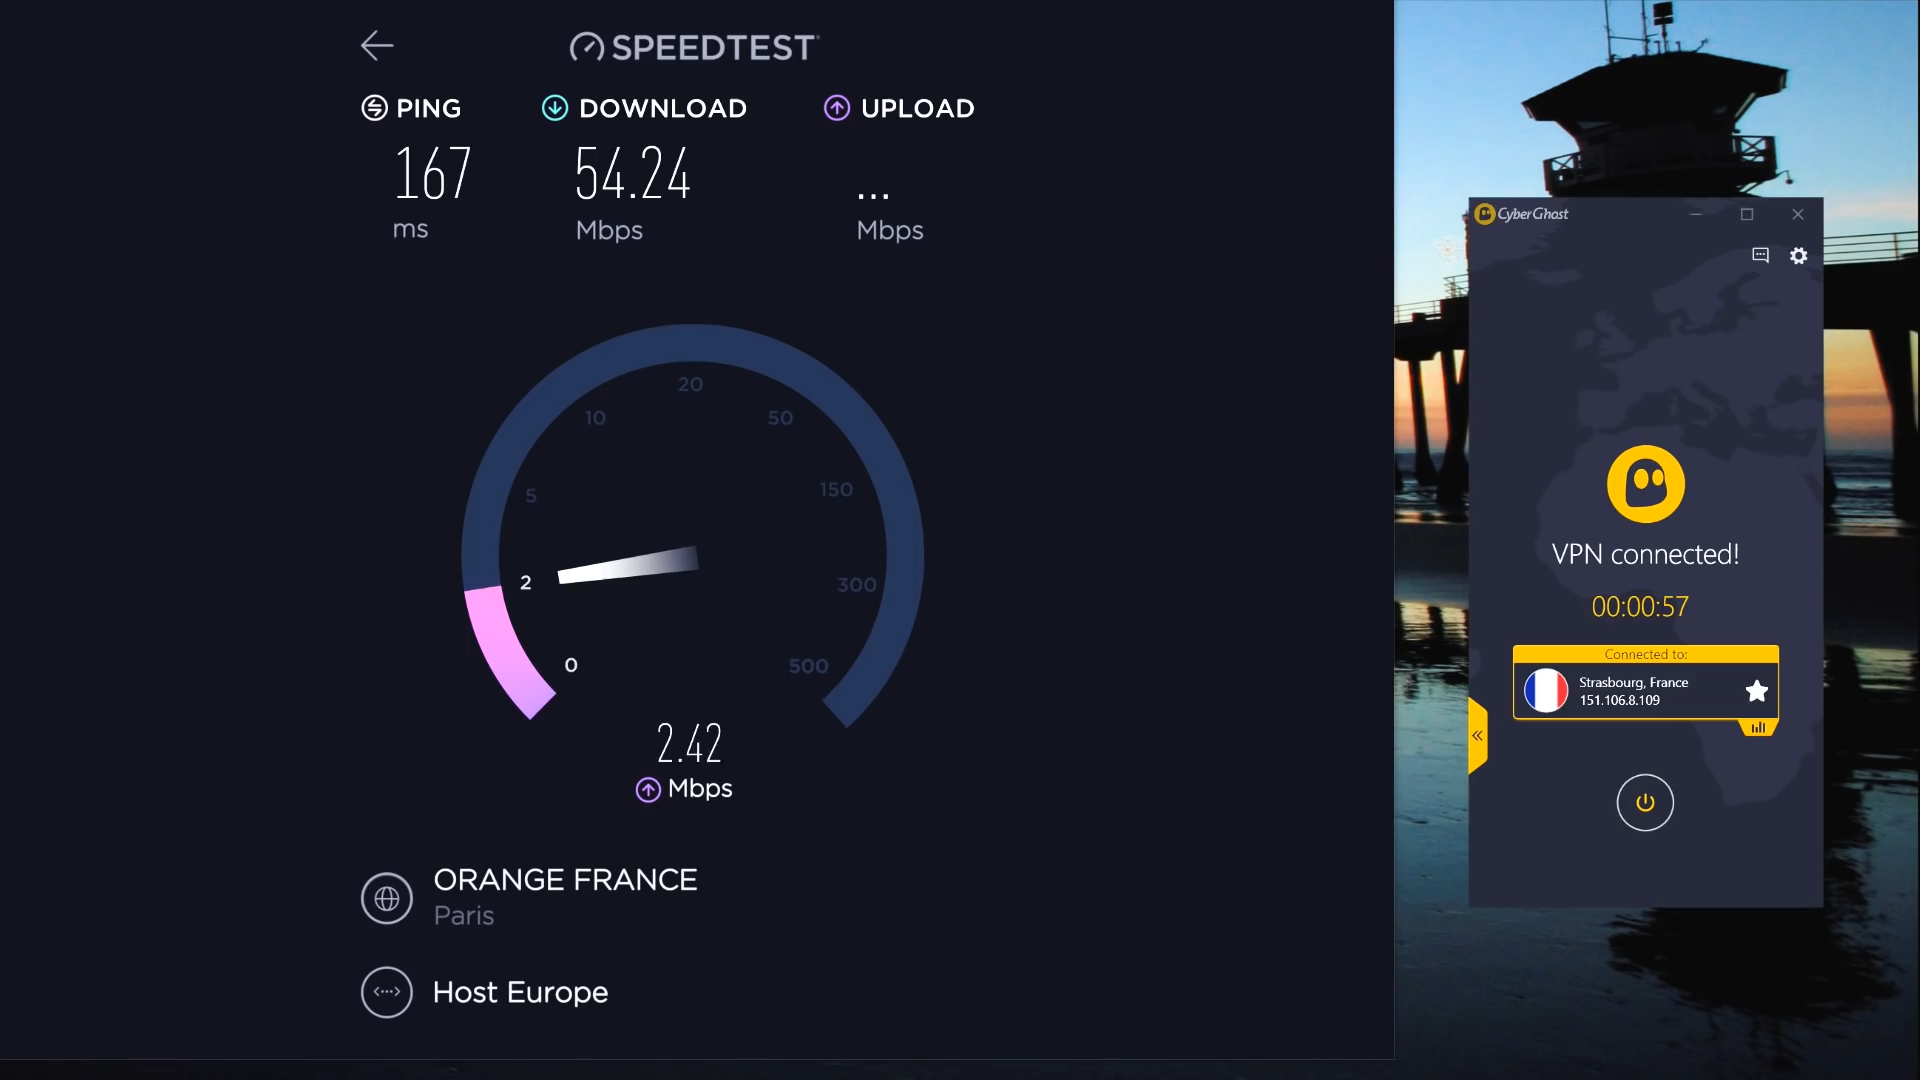 SPEEDTEST
PING
DOWNLOAD
UPLOAD
167
54.24
...
ms
Mbps
Mbps
20
10
50
5
150
2
300
0
500
2.42
Mbps
ORANGE FRANCE
Paris
Host Europe
CyberGhost
VPN connected!
00:00:57
Connected to:
Strasbourg, France
151.106.8.109